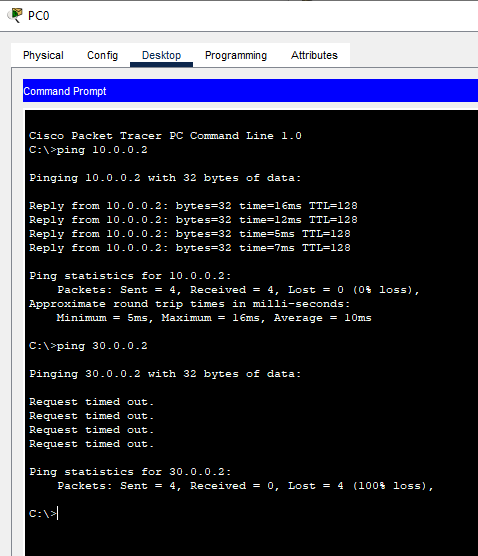 PC0
Physical Config Desktop Programming Attributes
Command Prompt
Cisco Packet Tracer PC Command Line 1.0
C:\>ping 10.0.0.2
Pinging 10.0.0.2 with 32 bytes of data:
Reply from 10.0.0.2: bytes=32 time=16ms TTL=128
Reply from 10.0.0.2: bytes=32 time=12ms TTL=128
Reply from 10.0.0.2: bytes=32 time=5ms TTL=128
Reply from 10.0.0.2: bytes=32 time=7ms TTL=128
Ping statistics for 10.0.0.2:
Packets: Sent = 4, Received = 4, Lost = 0 (0% loss),
Approximate round trip times in milli-seconds:
Minimum = 5ms, Maximum = 16ms, Average = 10ms
C:\>ping 30.0.0.2
Pinging 30.0.0.2 with 32 bytes of data:
Request timed out.
Request timed out.
Request timed out.
Request timed out.
Ping statistics for 30.0.0.2:
Packets: Sent = 4, Received = 0, Lost = 4 (100% loss),
C:\>